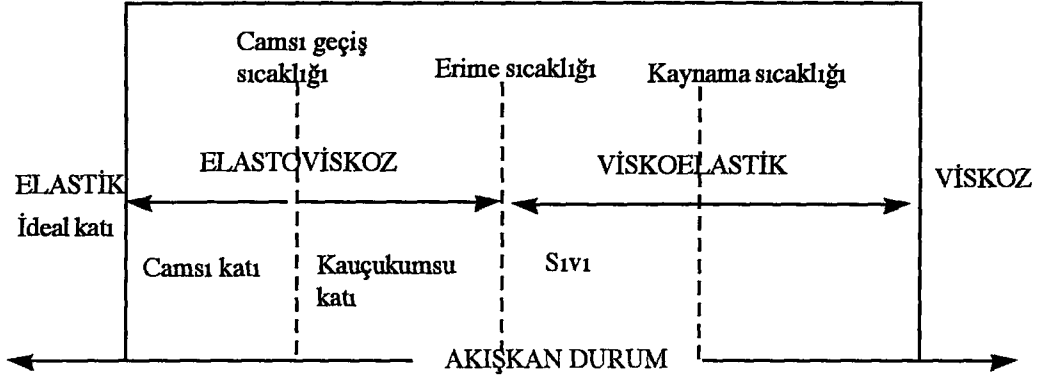 Camsı geçiş
sıcaklığı
Erime sıcaklığı
Kaynama sıcaklığı
ELASTOVİSKOZ
VİSKOELASTİK
ELASTİK
İdeal katı
VİSKOZ
Camsı katı
Kauçukumsu
katı
Sıvı
AKIŞKAN DURUM